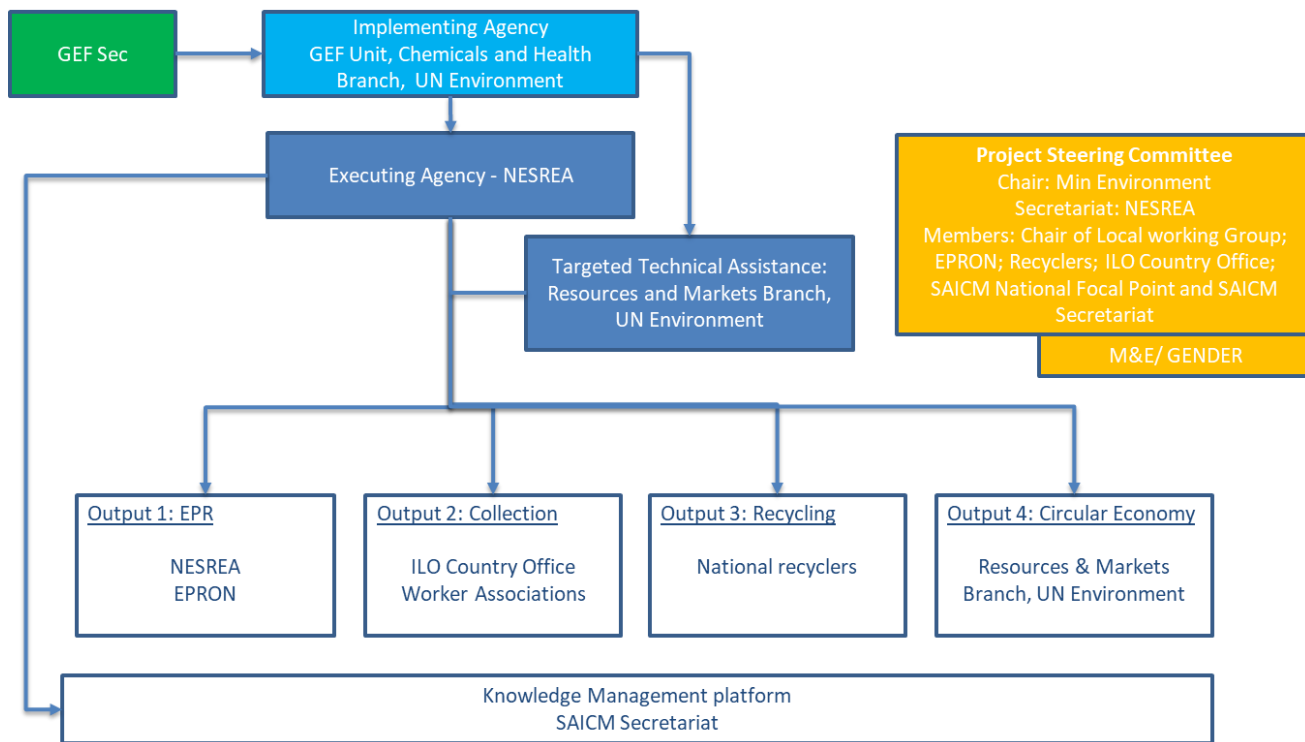 GEF Sec
Implementing Agency
GEF Unit, Chemicals and Health
Branch, UN Environment
Executing Agency - NESREA
Project Steering Committee
Chair: Min Environment
Secretariat: NESREA
Members: Chair of Local working Group;
EPRON; Recyclers; ILO Country Office;
SAICM National Focal Point and SAICM
Secretariat
M&E/ GENDER
Targeted Technical Assistance:
Resources and Markets Branch,
UN Environment
Output 1: EPR
NESREA
EPRON
Output 2: Collection
ILO Country Office
Worker Associations
Output 3: Recycling
National recyclers
Output 4: Circular Economy
Resources & Markets
Branch, UN Environment
Knowledge Management platform
SAICM Secretariat